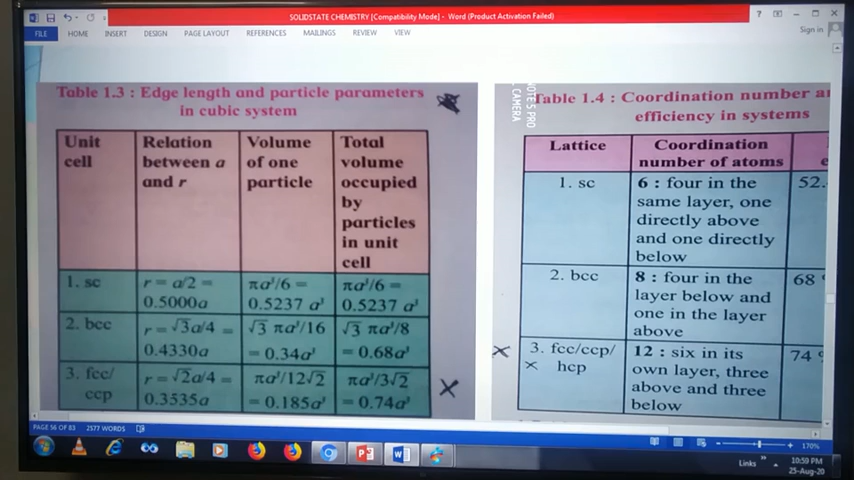 SOLIDSTATE CHEMISTRY [Compatibility Mode] - Word (Product Activation Failed)
Sign in
FILE HOME INSERT DESIGN PAGE LAYOUT REFERENCES MAILINGS REVIEW VIEW
Table 1.3 : Edge length and particle parameters
in cubic system
Unit
cell
Relation
between a
and r
Volume
of one
particle
Total
volume
occupied
by
particles
in unit
cell
1. sc
r = a/2 =
0.5000a
πa³/6 =
0.5237 a³
πa³/6 =
0.5237 a³
2. bcc
r = √3a/4 =
0.4330a
√3 πa³/16
= 0.34a³
√3 πa³/8
= 0.68a³
3. fcc/
ccp
r = √2a/4 =
0.3535a
πa³/12√2
= 0.185a³
πa³/3√2
= 0.74a³
CAMERA
Table 1.4 : Coordination number
efficiency in systems
Lattice
Coordination
number of atoms
1. sc
6 : four in the
same layer, one
directly above
and one directly
below
52.
2. bcc
8 : four in the
layer below and
one in the layer
above
68
3. fcc/ccp/
hcp
12 : six in its
own layer, three
above and three
below
74
PAGE 56 OF 83 2577 WORDS
170%
Links
10:59 PM
25-Aug-20